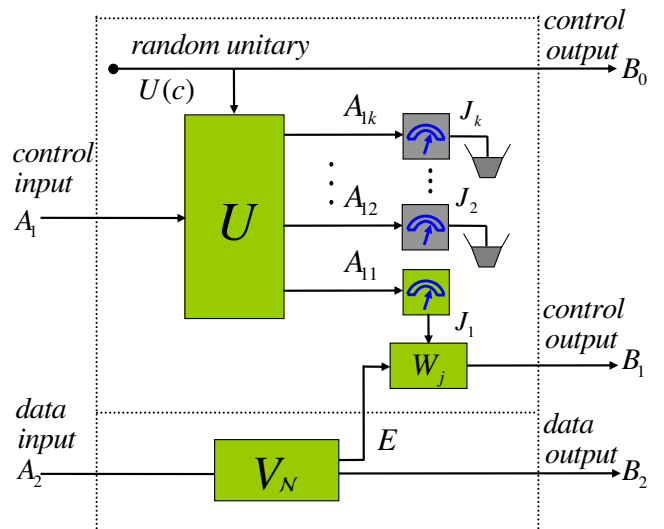 random unitary
control
output
B₀
U(c)
A₁ₖ
Jₖ
control
input
A₁
U
A₁₂
J₂
A₁₁
J₁
control
output
Wⱼ
B₁
data
input
A₂
E
V_𝒩
data
output
B₂